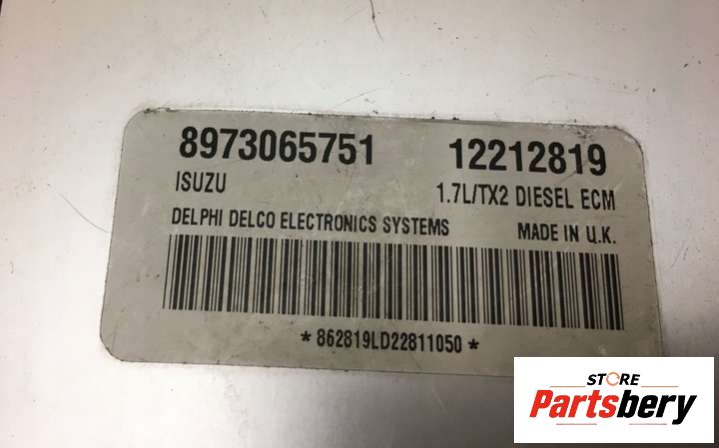 8973065751 12212819
ISUZU 1.7L/TX2 DIESEL ECM
DELPHI DELCO ELECTRONICS SYSTEMS MADE IN U.K.
*862819LD22811050*
STORE
Partsbery